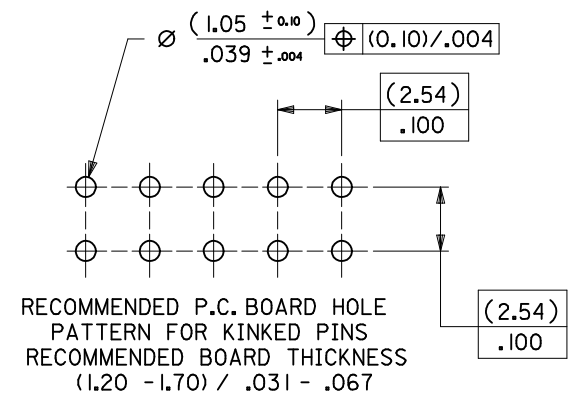 Ø (1.05 ±0.10) ⌖ (0.10)/.004
.039 ±.004
(2.54)
.100
(2.54)
.100
RECOMMENDED P.C. BOARD HOLE
PATTERN FOR KINKED PINS
RECOMMENDED BOARD THICKNESS
(1.20 -1.70) / .031 - .067